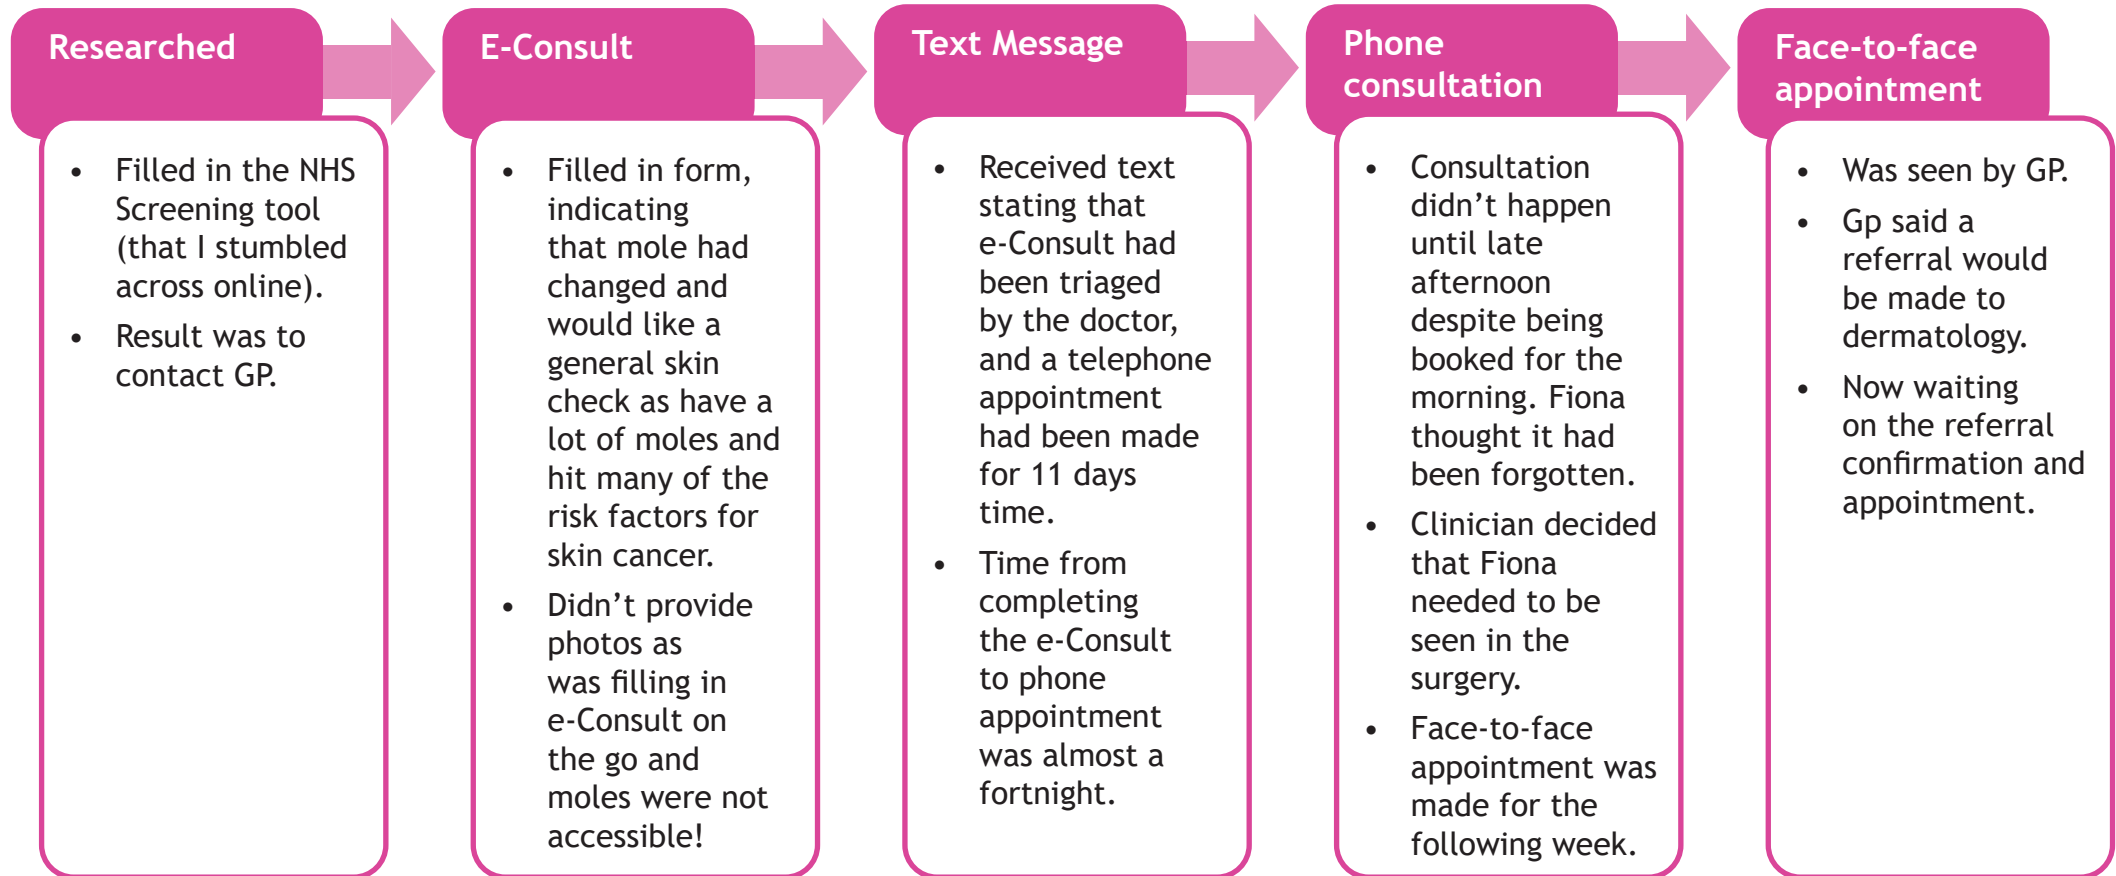 Researched
Filled in the NHS
Screening tool
(that I stumbled
across online).
Result was to
contact GP.
E-Consult
Filled in form,
indicating
that mole had
changed and
would like a
general skin
check as have a
lot of moles and
hit many of the
risk factors for
skin cancer.
Didn’t provide
photos as
was filling in
e-Consult on
the go and
moles were not
accessible!
Text Message
Received text
stating that
e-Consult had
been triaged
by the doctor,
and a telephone
appointment
had been made
for 11 days
time.
Time from
completing
the e-Consult
to phone
appointment
was almost a
fortnight.
Phone
consultation
Consultation
didn’t happen
until late
afternoon
despite being
booked for the
morning. Fiona
thought it had
been forgotten.
Clinician decided
that Fiona
needed to be
seen in the
surgery.
Face-to-face
appointment was
made for the
following week.
Face-to-face
appointment
Was seen by GP.
Gp said a
referral would
be made to
dermatology.
Now waiting
on the referral
confirmation and
appointment.